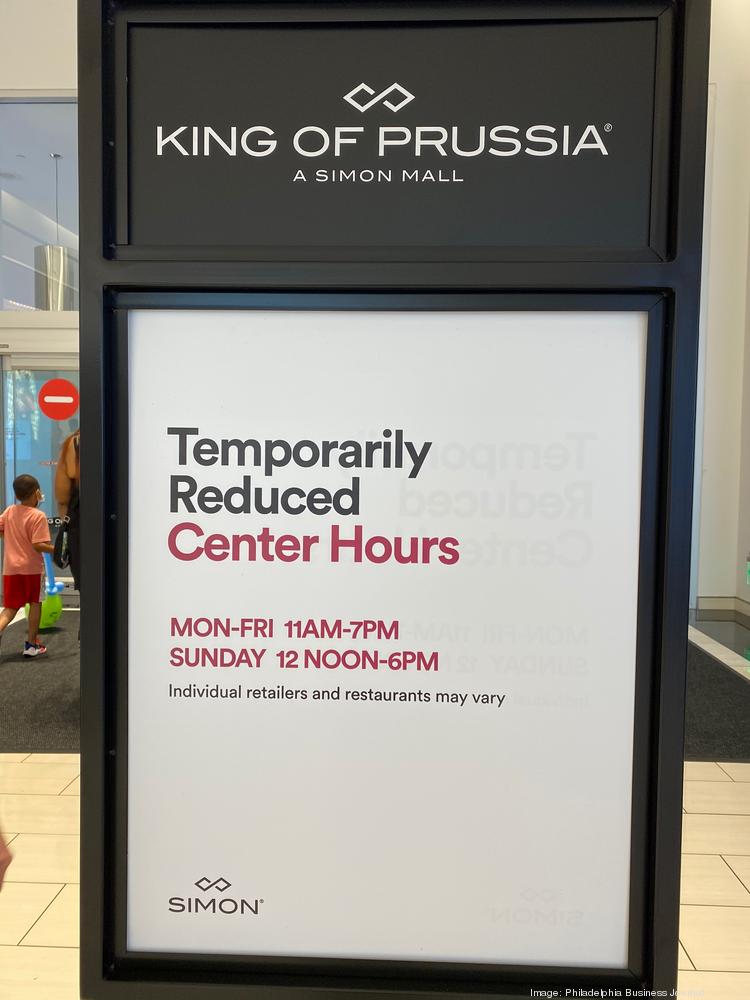 KING OF PRUSSIA®
A SIMON MALL
Temporarily
Reduced
Center Hours
MON-FRI 11AM-7PM
SUNDAY 12 NOON-6PM
Individual retailers and restaurants may vary
SIMON®
Image: Philadelphia Business Journal